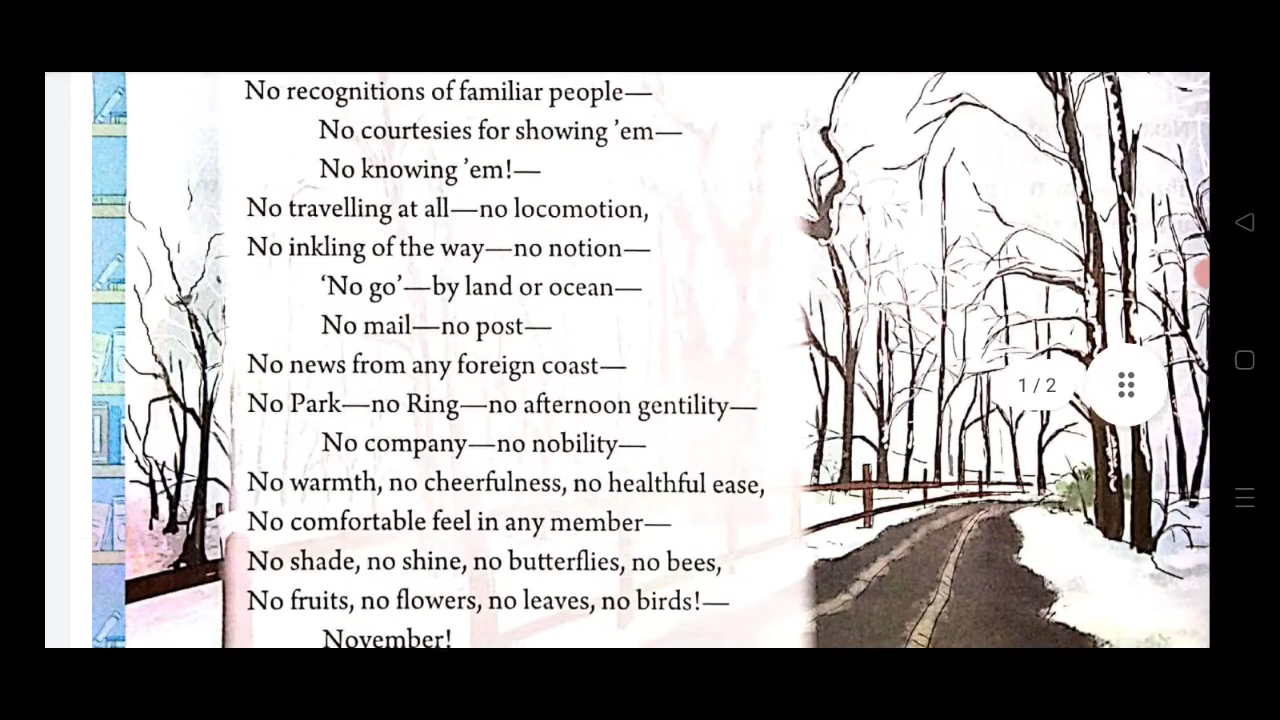 No recognitions of familiar people—
No courtesies for showing ’em—
No knowing ’em!—
No travelling at all—no locomotion,
No inkling of the way—no notion—
‘No go’—by land or ocean—
No mail—no post—
No news from any foreign coast—
No Park—no Ring—no afternoon gentility—
No company—no nobility—
No warmth, no cheerfulness, no healthful ease,
No comfortable feel in any member—
No shade, no shine, no butterflies, no bees,
No fruits, no flowers, no leaves, no birds!—
November!
1 / 2